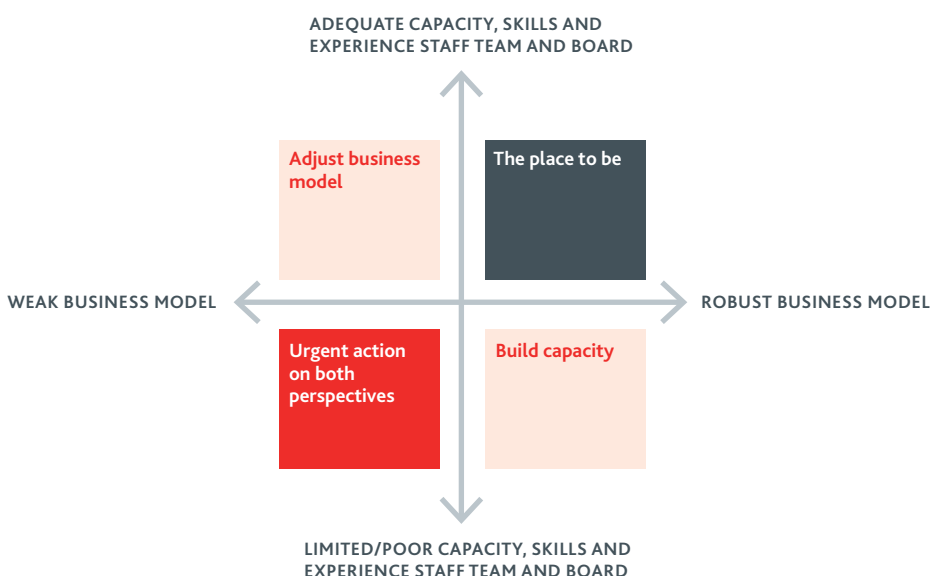 ADEQUATE CAPACITY, SKILLS AND
EXPERIENCE STAFF TEAM AND BOARD
Adjust business
model
The place to be
WEAK BUSINESS MODEL
ROBUST BUSINESS MODEL
Urgent action
on both
perspectives
Build capacity
LIMITED/POOR CAPACITY, SKILLS AND
EXPERIENCE STAFF TEAM AND BOARD